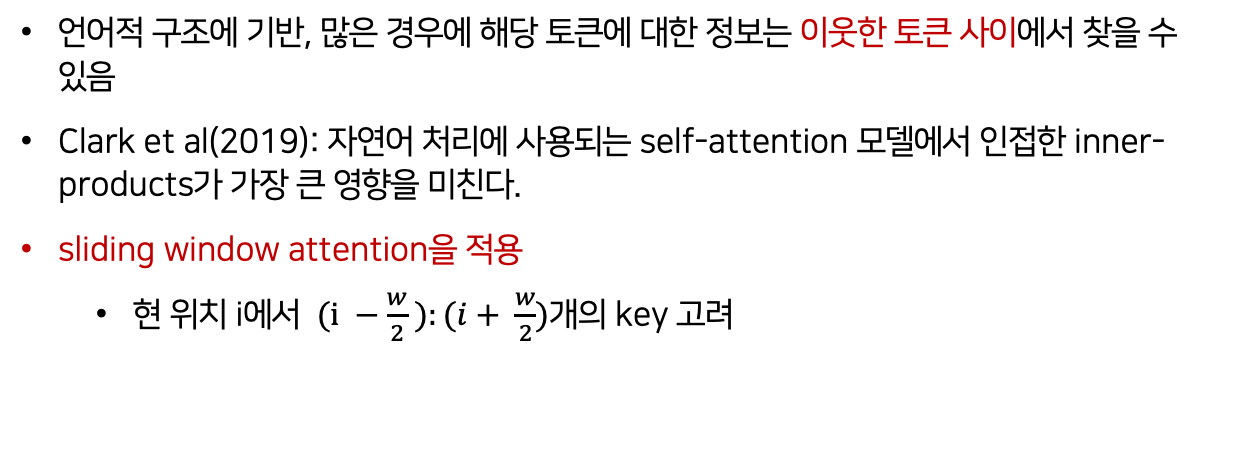 • 언어적 구조에 기반, 많은 경우에 해당 토큰에 대한 정보는 이웃한 토큰 사이에서 찾을 수
있음
• Clark et al(2019): 자연어 처리에 사용되는 self-attention 모델에서 인접한 inner-
products가 가장 큰 영향을 미친다.
• sliding window attention을 적용
• 현 위치 i에서 (i − w/2):(i + w/2)개의 key 고려